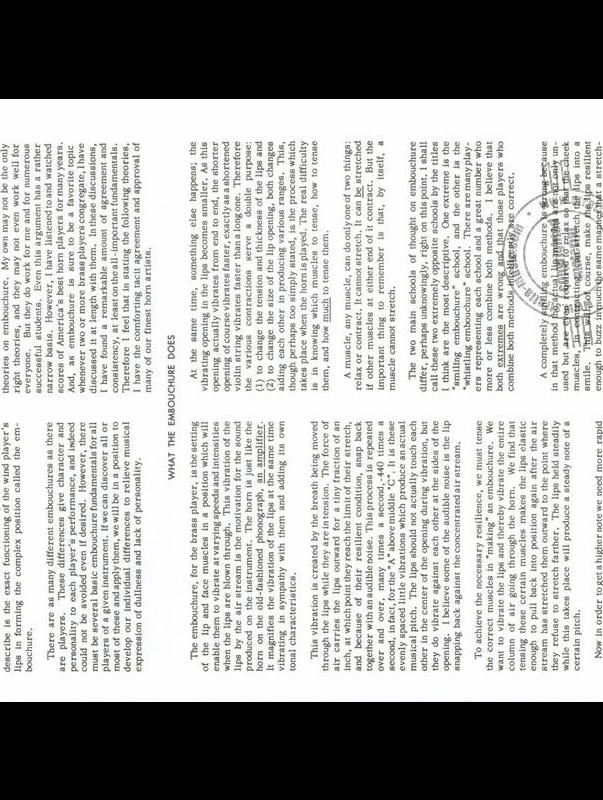 describe is the exact functioning of the wind player's
lips in forming the complex position called the em-
bouchure.
There are as many different embouchures as there
are players. These differences give character and
personality to each player's performance, and indeed
could not be avoided even if desired. However, there
must be several basic embouchure fundamentals for all
players of a given instrument. If we can discover all or
most of these and apply them, we will be in a position to
develop our individual differences to relieve musical
expression of dullness and lack of personality.
theories on embouchure. My own may not be the only
right theories, and they may not even work well for
everyone. But they do work for me and for numerous
successful students. Even this argument has a rather
narrow basis. However, I have listened to and watched
scores of America's best horn players for many years.
And, as embouchure is sure to be a favorite topic
whenever two or more brass players congregate, I have
discussed it at length with them. In these discussions,
I have found a remarkable amount of agreement and
consistency, at least on the all-important fundamentals.
Therefore I feel that, in stating the following theories,
I have the comforting tacit agreement and approval of
many of our finest horn artists.
WHAT THE EMBOUCHURE DOES
The embouchure, for the brass player, is the setting
of the lip and face muscles in a position which will
enable them to vibrate at varying speeds and intensities
when the lips are blown through. This vibration of the
lips by the air stream is the motivation for the sound
produced on the instrument. The horn is just like the
horn on the old-fashioned phonograph, an amplifier.
It magnifies the vibration of the lips at the same time
vibrating in sympathy with them and adding its own
tonal characteristics.
This vibration is created by the breath being moved
through the lips while they are in tension. The force of
air carries the lips outward for a tiny fraction of an
inch, at which point they reach the limit of their stretch,
and because of their resilient condition, snap back
together with an audible noise. This process is repeated
over and over, many times a second,-440 times a
second, in fact, for the "A" above middle "C". It is these
evenly spaced little vibrations which produce an actual
musical pitch. The lips should not actually touch each
other in the center of the opening during vibration, but
they do vibrate against each other at the sides of the
opening. I believe some of the audible noise is the lip
snapping back against the concentrated air stream.
To achieve the necessary resilience, we must tense
the correct muscles in "making" an embouchure. We
want to vibrate the lips and thereby vibrate the entire
column of air going through the horn. We find that
tensing these certain muscles makes the lips elastic
enough to pull back into position again after the air
stream has stretched them outwards to the point where
they refuse to stretch farther. The lips held steadily
while this takes place will produce a steady note of a
certain pitch.
Now in order to get a higher note we need more rapid
At the same time, something else happens; the
vibrating opening in the lips becomes smaller. As this
opening actually vibrates from end to end, the shorter
opening of course vibrates faster, exactly as a shortened
violin string vibrates faster than a long one. Therefore
the various contractions serve a double purpose:
(1) to change the tension and thickness of the lips and
(2) to change the size of the lip opening, both changes
aiding each other in producing various ranges. This,
though perhaps too simply stated, is the process which
takes place when the horn is played. The real difficulty
is in knowing which muscles to tense, how to tense
them, and how much to tense them.
A muscle, any muscle, can do only one of two things:
relax or contract. It cannot stretch. It can be stretched
if other muscles at either end of it contract. But the
important thing to remember is that, by itself, a
muscle cannot stretch.
The two main schools of thought on embouchure
differ, perhaps unknowingly, right on this point. I shall
call these two extremely opposite schools by the titles
I think are the most descriptive. One extreme is the
"smiling embouchure" school, and the other is the
"whistling embouchure" school. There are many play-
ers representing each school and a great number who
more or less combine both methods. I believe that
both extremes are wrong and that those players who
combine both methods intelligently are correct.
A completely smiling embouchure is wrong because
in that method the actual lip muscles are not only un-
used but are often required to relax so that the cheek
muscles, in contracting, can stretch the lips into a
smile. This will, of course, make the lips resilient
enough to buzz in much the same manner that a stretch-